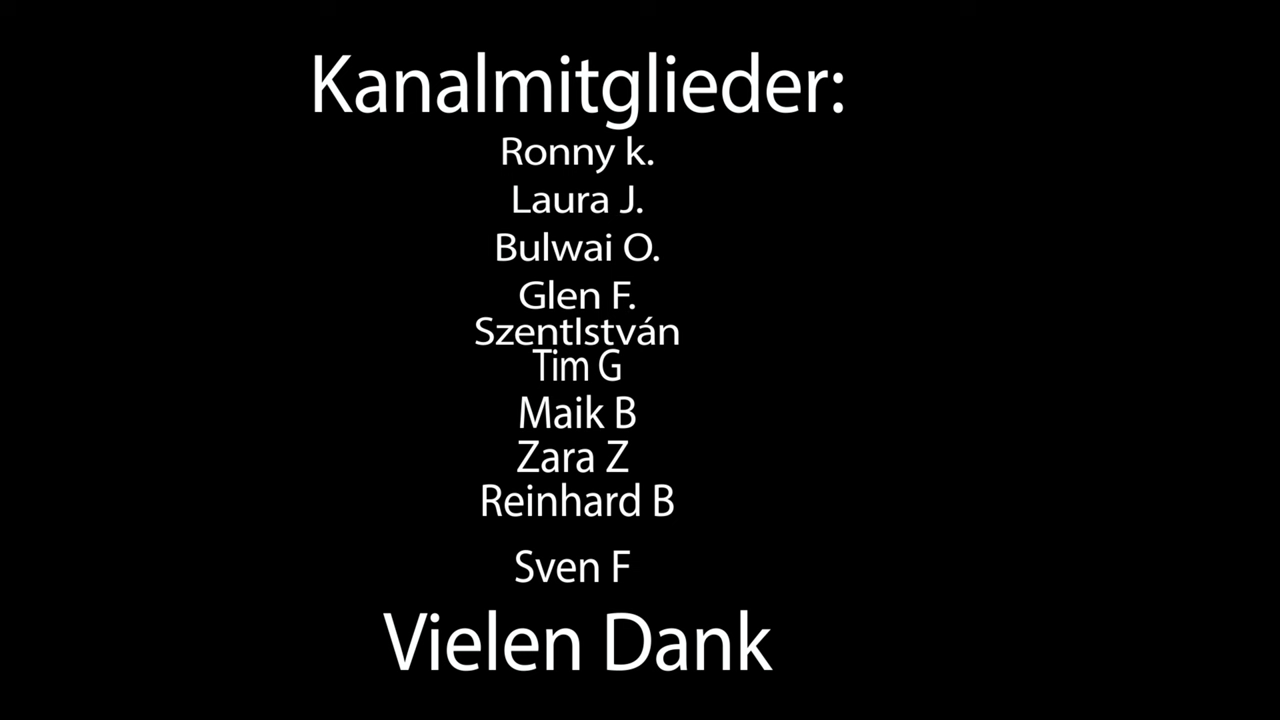 Kanalmitglieder:
Ronny k.
Laura J.
Bulwai O.
Glen F.
SzentIstván
Tim G
Maik B
Zara Z
Reinhard B
Sven F
Vielen Dank